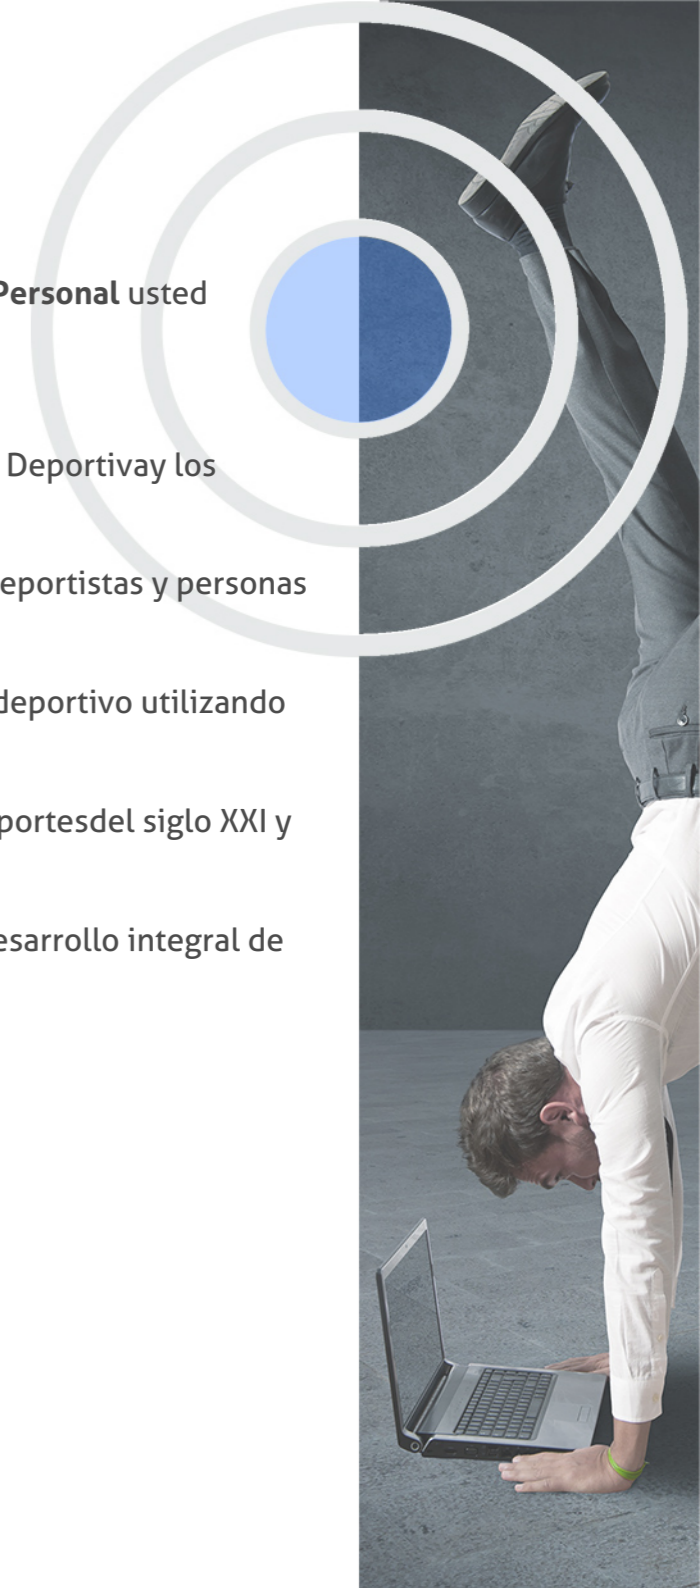 Personal usted
Deportivay los
eportistas y personas
deportivo utilizando
portesdel siglo XXI y
esarrollo integral de